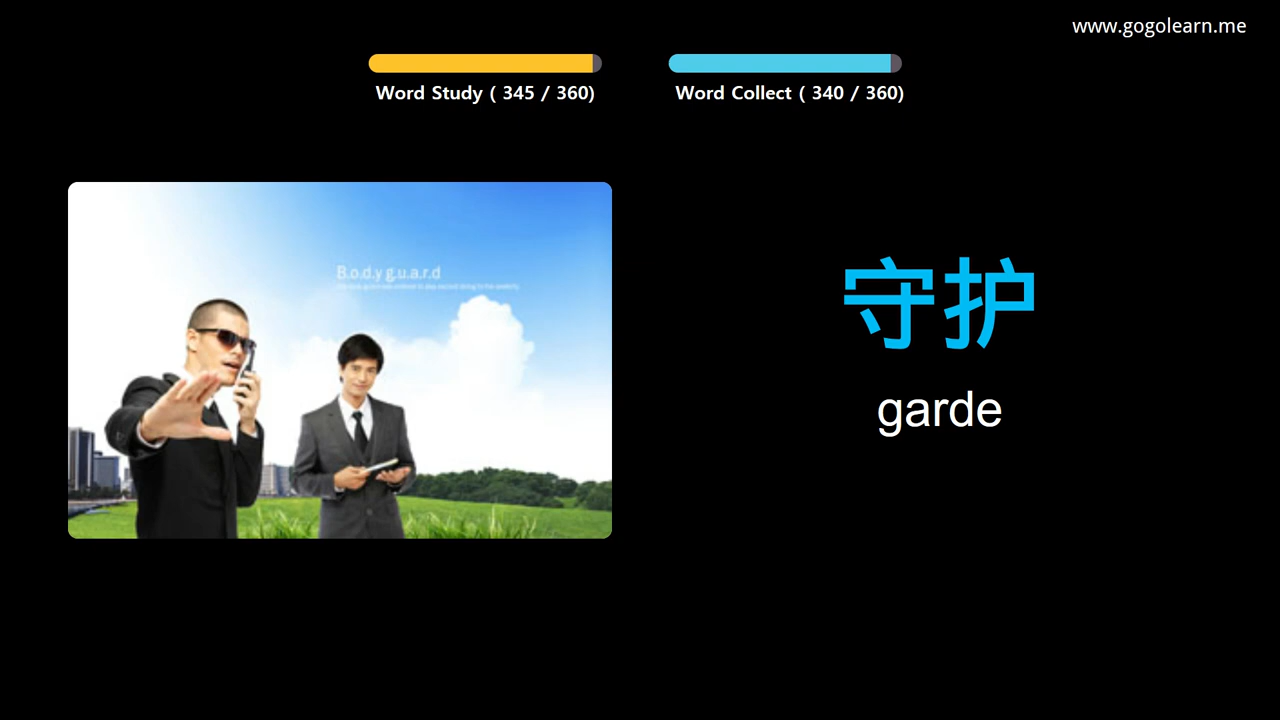 www.gogolearn.me
Word Study ( 345 / 360)
Word Collect ( 340 / 360)
B.o.d.y g.u.a.r.d
守护
garde